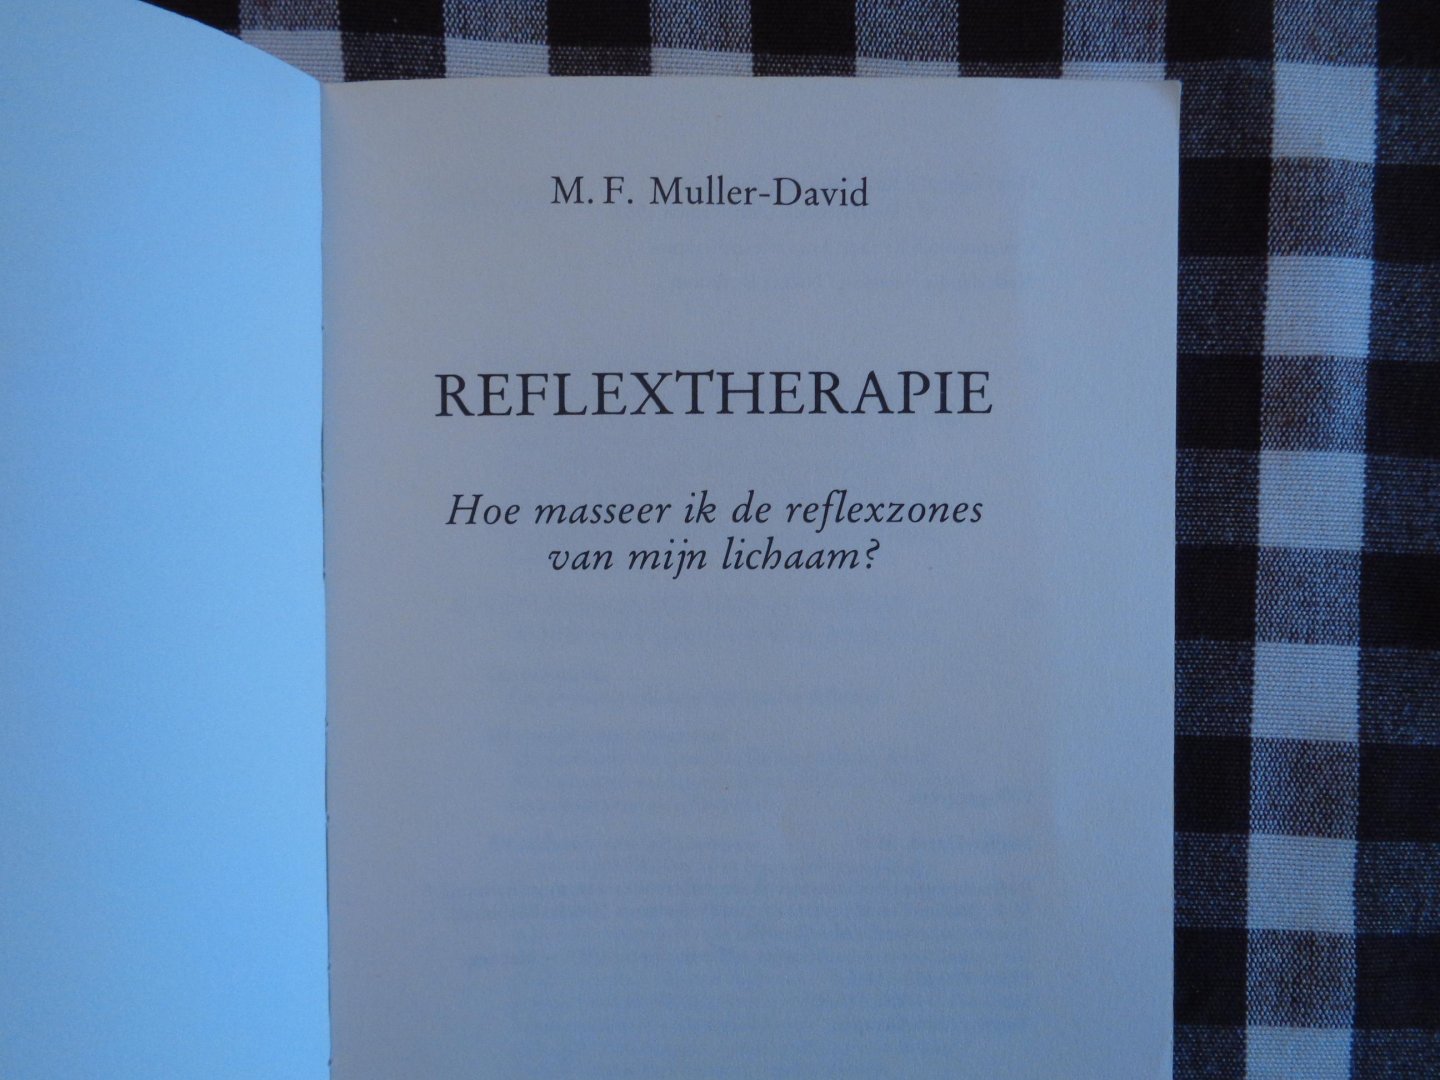 M. F. Muller-David
REFLEXTHERAPIE
Hoe masseer ik de reflexzones
van mijn lichaam?